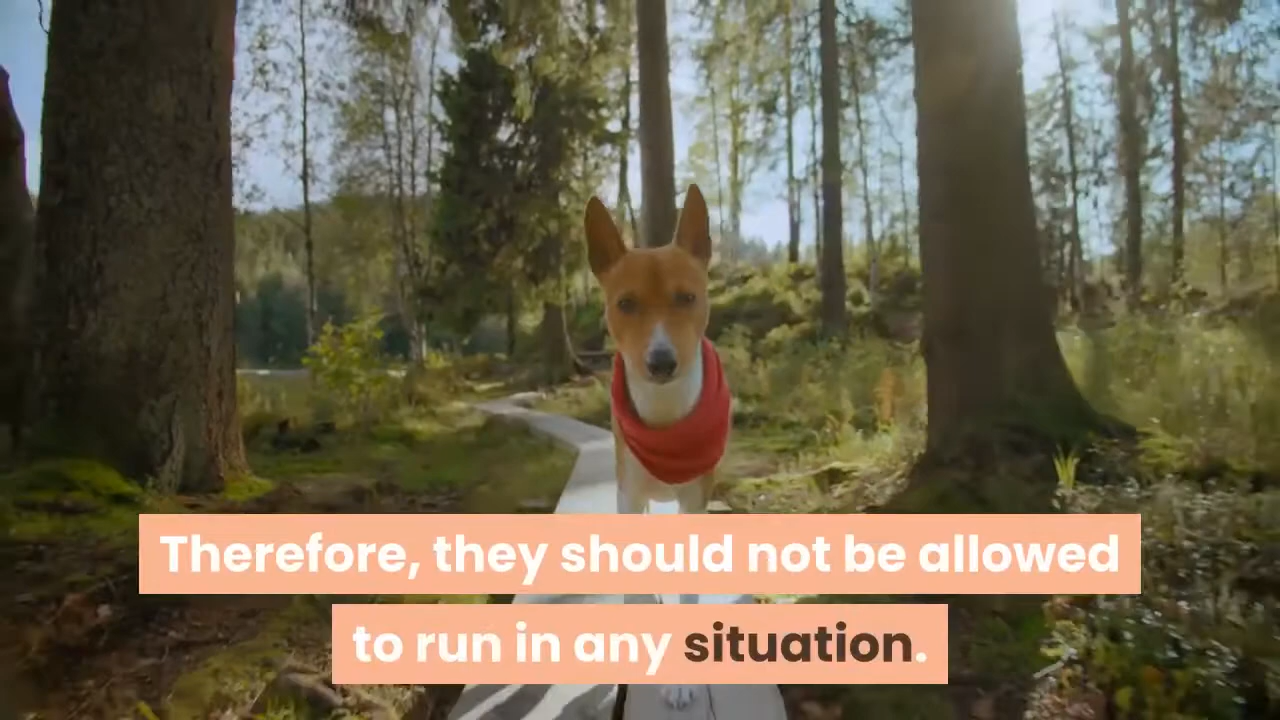 Therefore, they should not be allowed
to run in any situation.